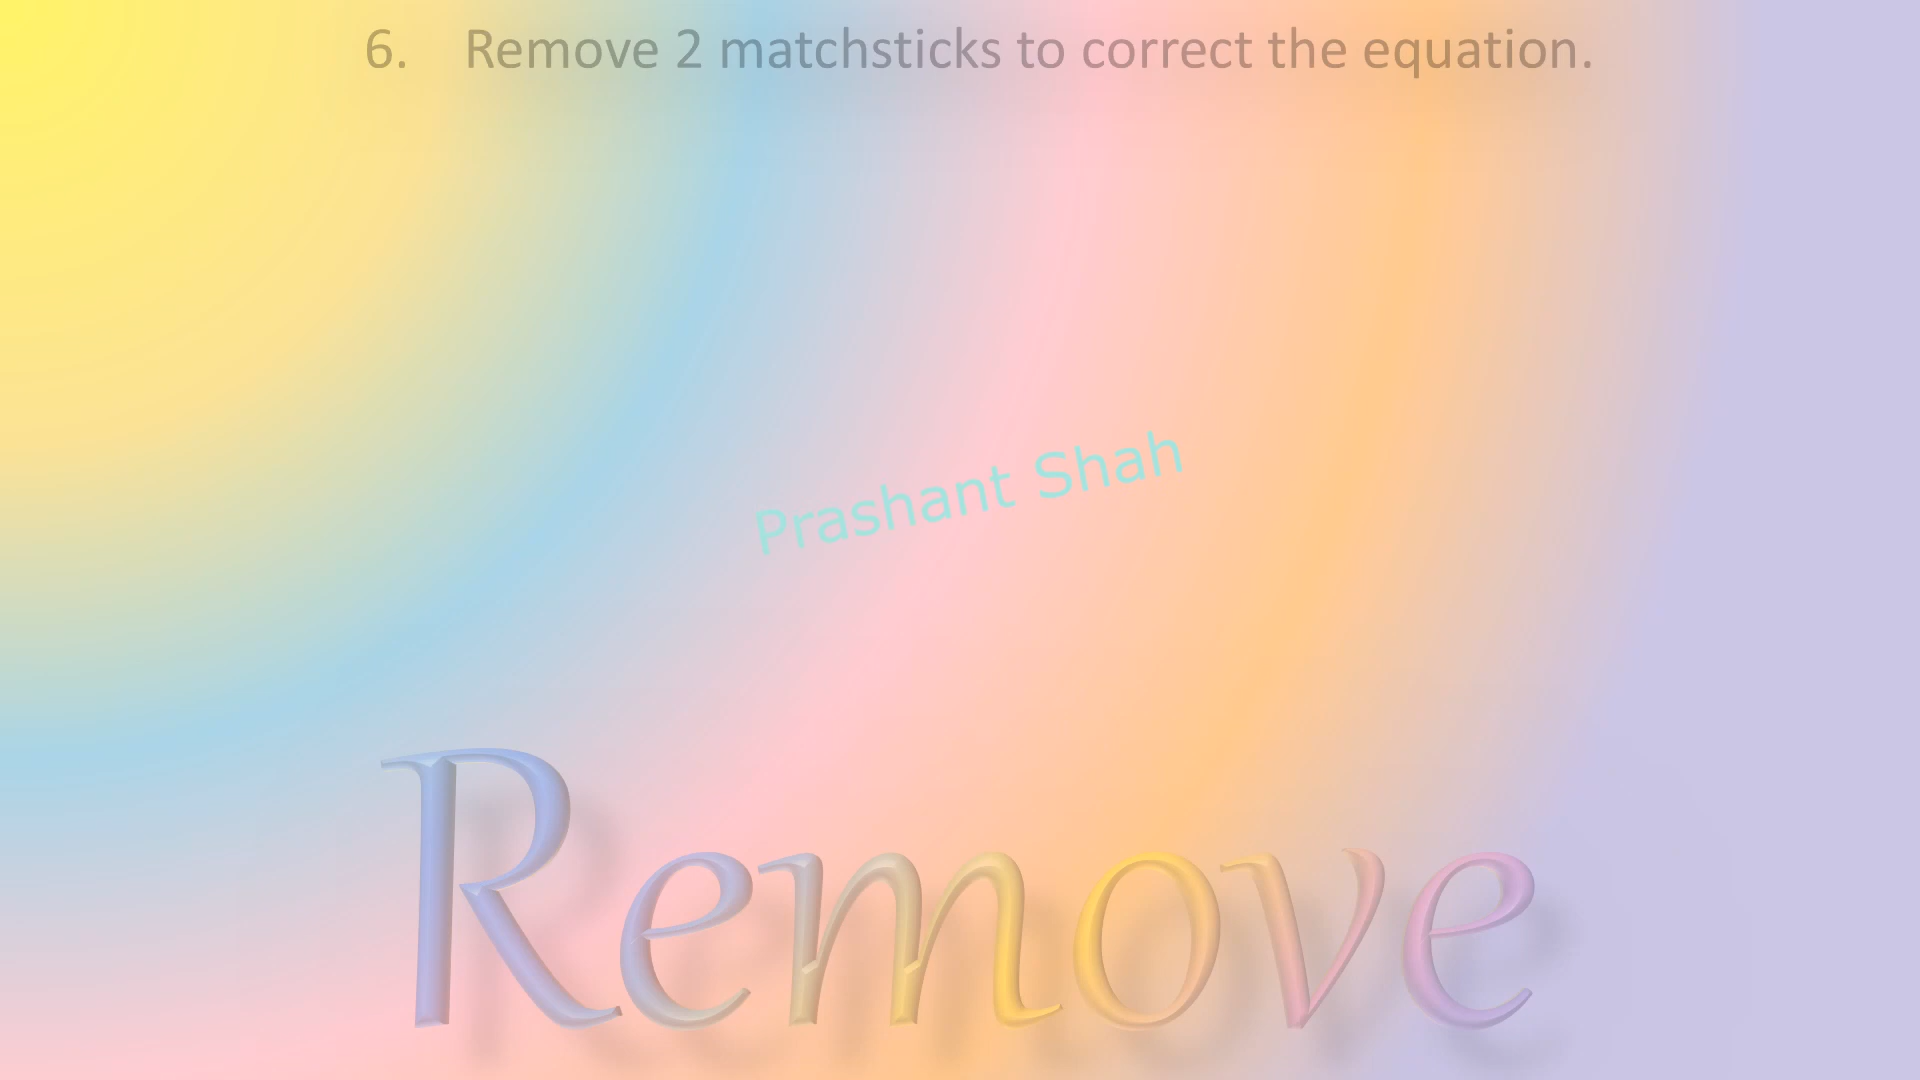 6. Remove 2 matchsticks to correct the equation.
Prashant Shah
Remove